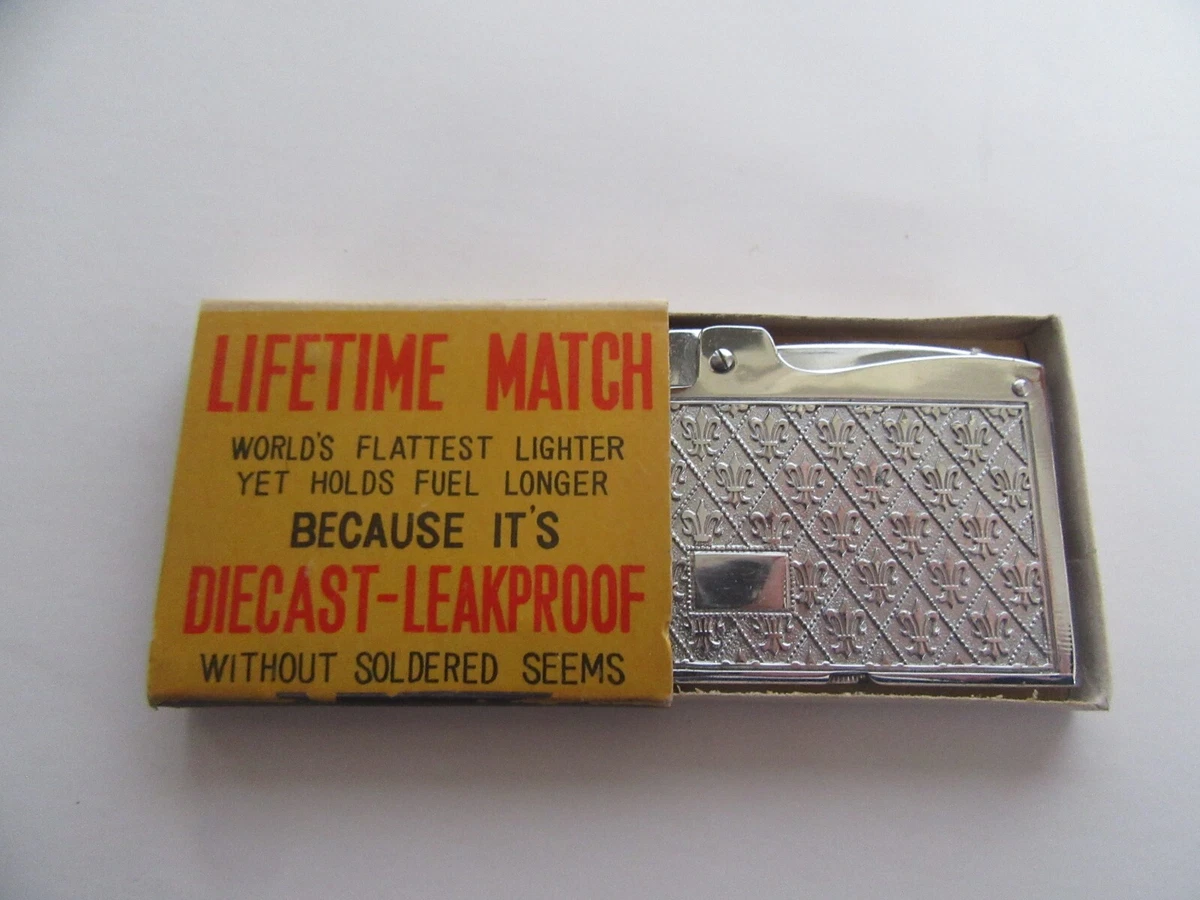 LIFETIME MATCH
WORLD'S FLATTEST LIGHTER
YET HOLDS FUEL LONGER
BECAUSE IT'S
DIECAST-LEAKPROOF
WITHOUT SOLDERED SEEMS